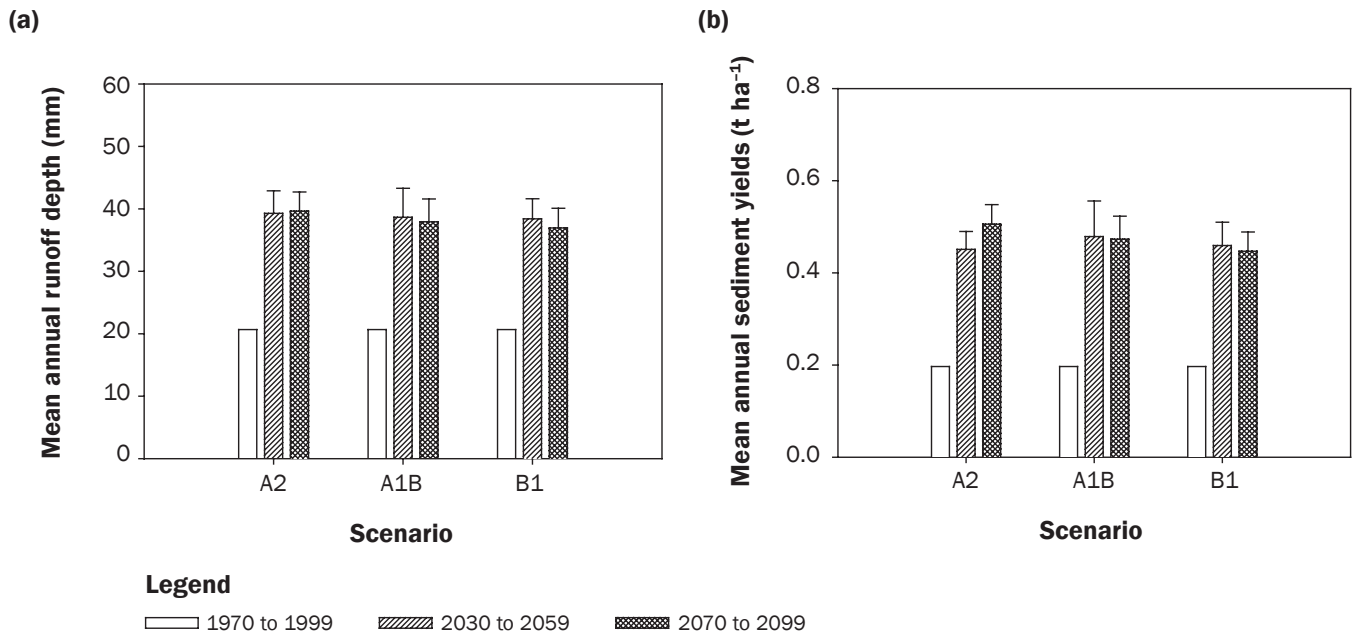 (a)
Mean annual runoff depth (mm)
60
50
40
30
20
10
0
A2 A1B B1
Scenario
(b)
Mean annual sediment yields (t ha⁻¹)
0.8
0.6
0.4
0.2
0.0
A2 A1B B1
Scenario
Legend
1970 to 1999 2030 to 2059 2070 to 2099